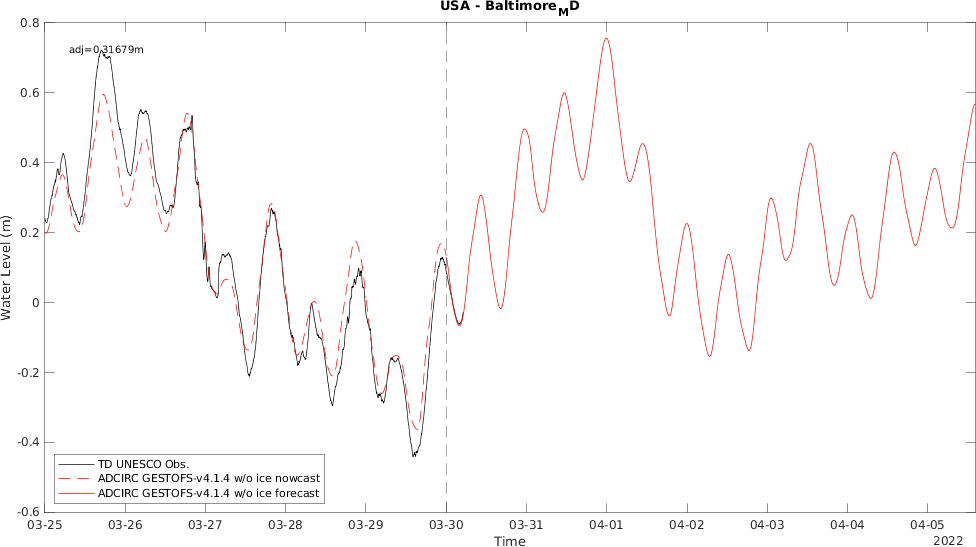 USA - Baltimore_MD
adj=0.31679m
0.8
0.6
0.4
0.2
0
-0.2
-0.4
-0.6
Water Level (m)
TD UNESCO Obs.
ADCIRC GESTOFS-v4.1.4 w/o ice nowcast
ADCIRC GESTOFS-v4.1.4 w/o ice forecast
03-25 03-26 03-27 03-28 03-29 03-30 03-31 04-01 04-02 04-03 04-04 04-05
Time
2022